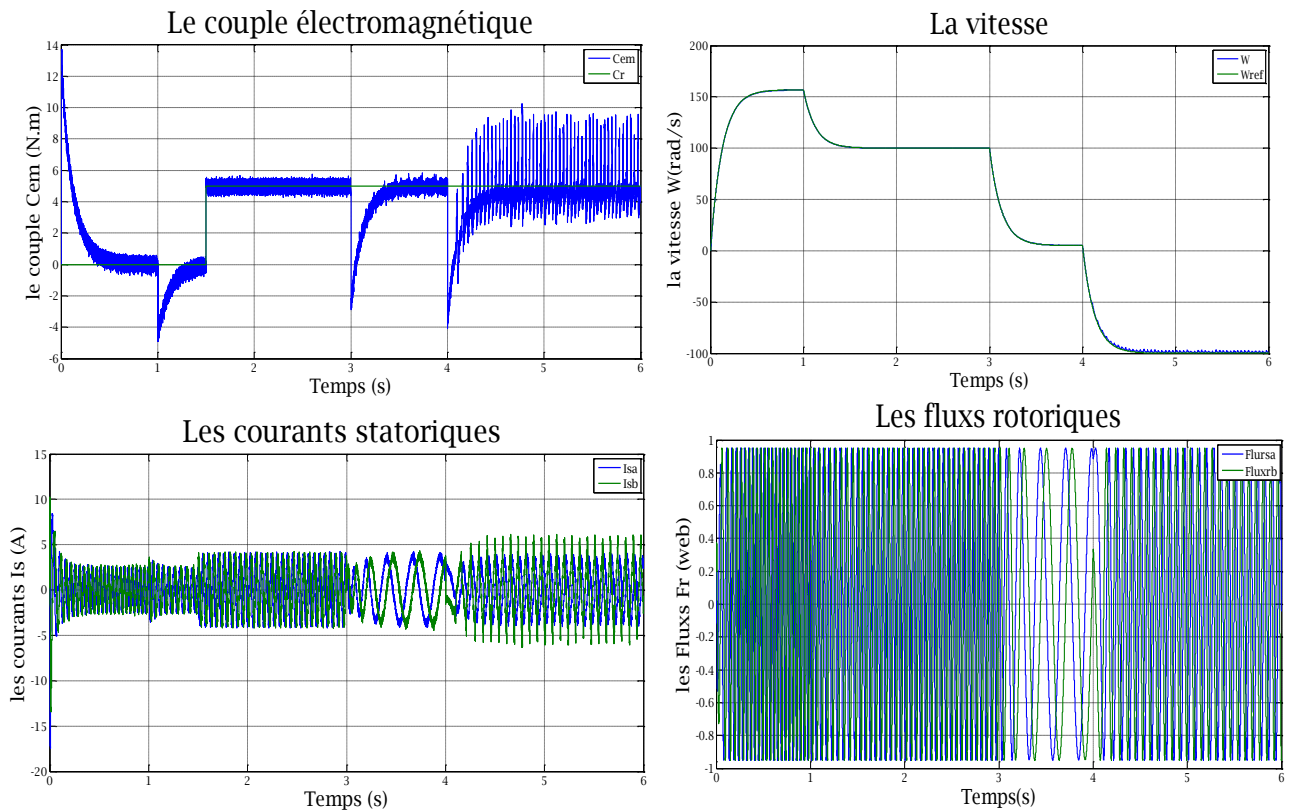 Le couple électromagnétique
14
12
10
8
6
4
2
0
-2
-4
-6
0 1 2 3 4 5 6
le couple Cem (N.m)
Temps (s)
Cem
Cr
La vitesse
200
150
100
50
0
-50
-100
0 1 2 3 4 5 6
la vitesse W(rad/s)
Temps (s)
W
Wref
Les courants statoriques
15
10
5
0
-5
-10
-15
-20
0 1 2 3 4 5 6
les courants Is (A)
Temps (s)
Isa
Isb
Les fluxs rotoriques
1
0.8
0.6
0.4
0.2
0
-0.2
-0.4
-0.6
-0.8
-1
0 1 2 3 4 5 6
les Fluxs Fr (web)
Temps(s)
Flursa
Fluxrb